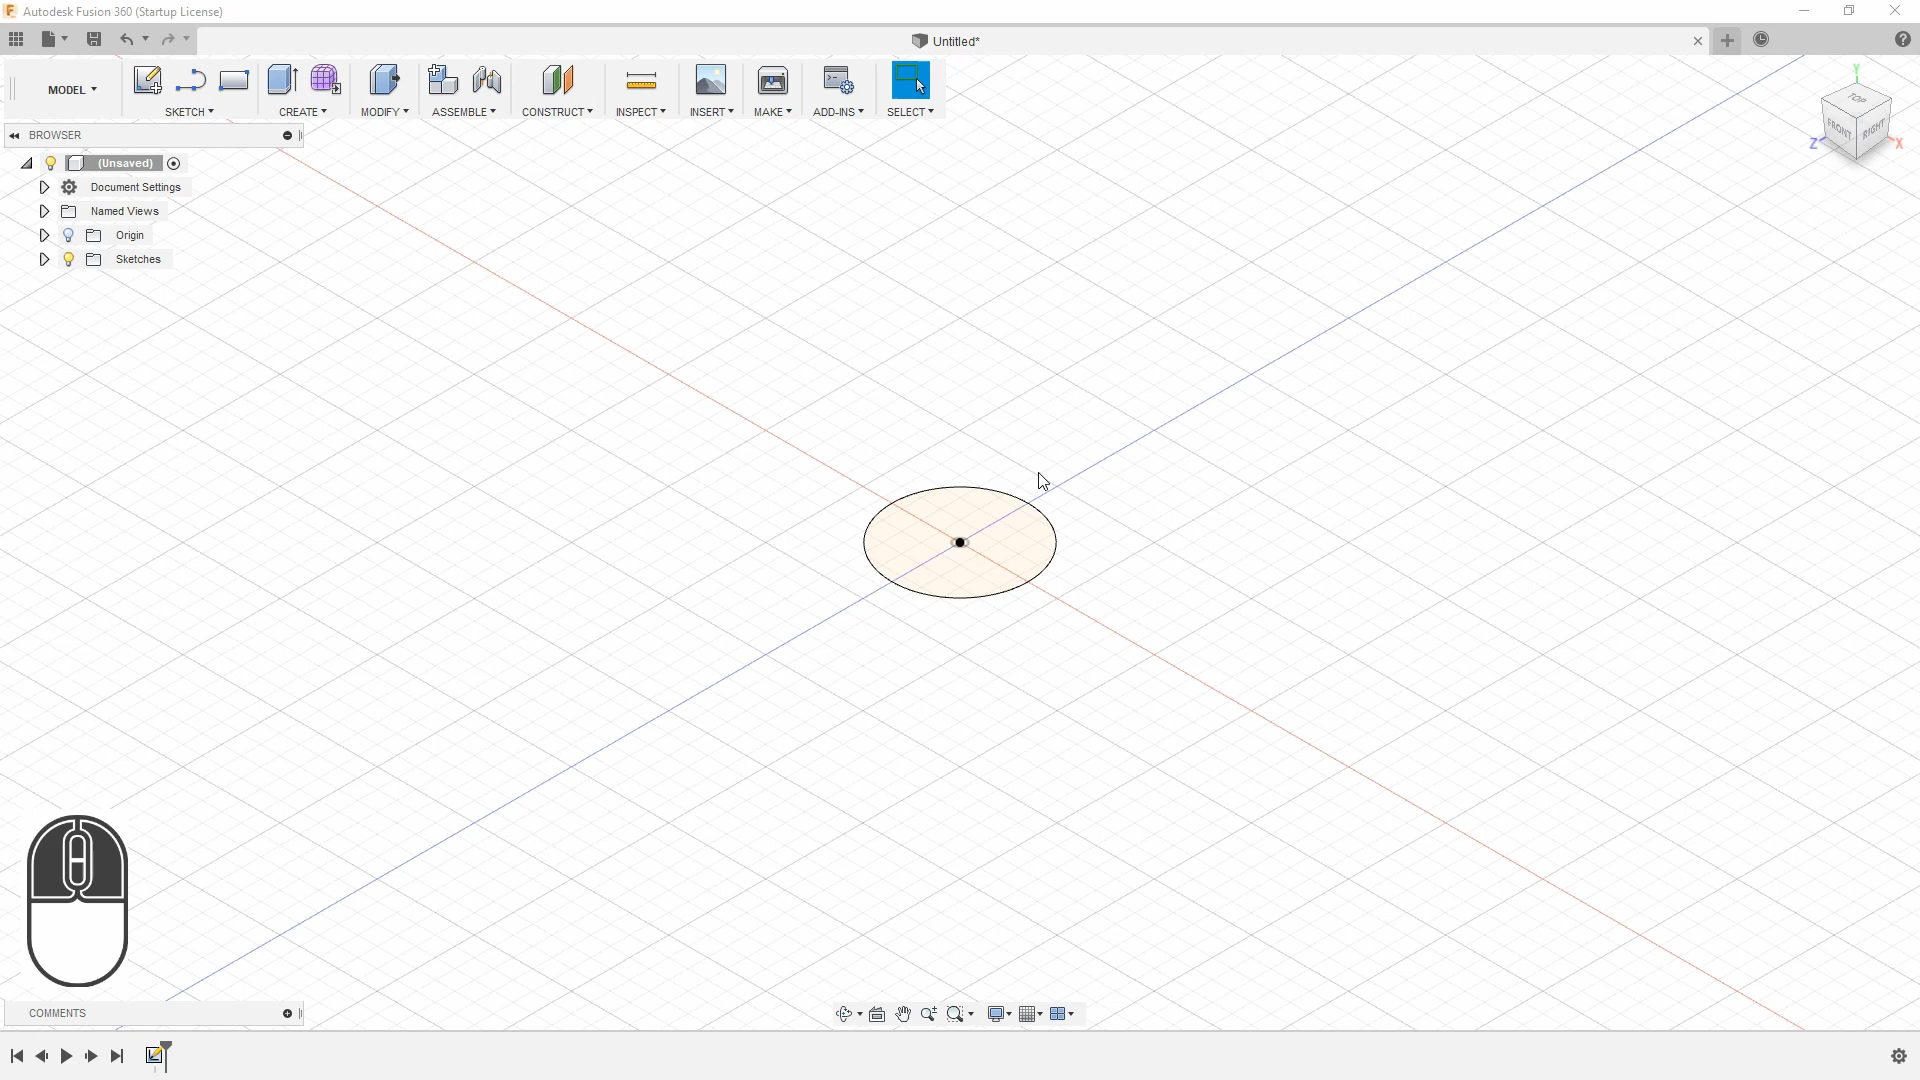 Autodesk Fusion 360 (Startup License)
Untitled*
MODEL
SKETCH
CREATE
MODIFY
ASSEMBLE
CONSTRUCT
INSPECT
INSERT
MAKE
ADD-INS
SELECT
Y
TOP
FRONT
RIGHT
Z
X
BROWSER
(Unsaved)
Document Settings
Named Views
Origin
Sketches
COMMENTS